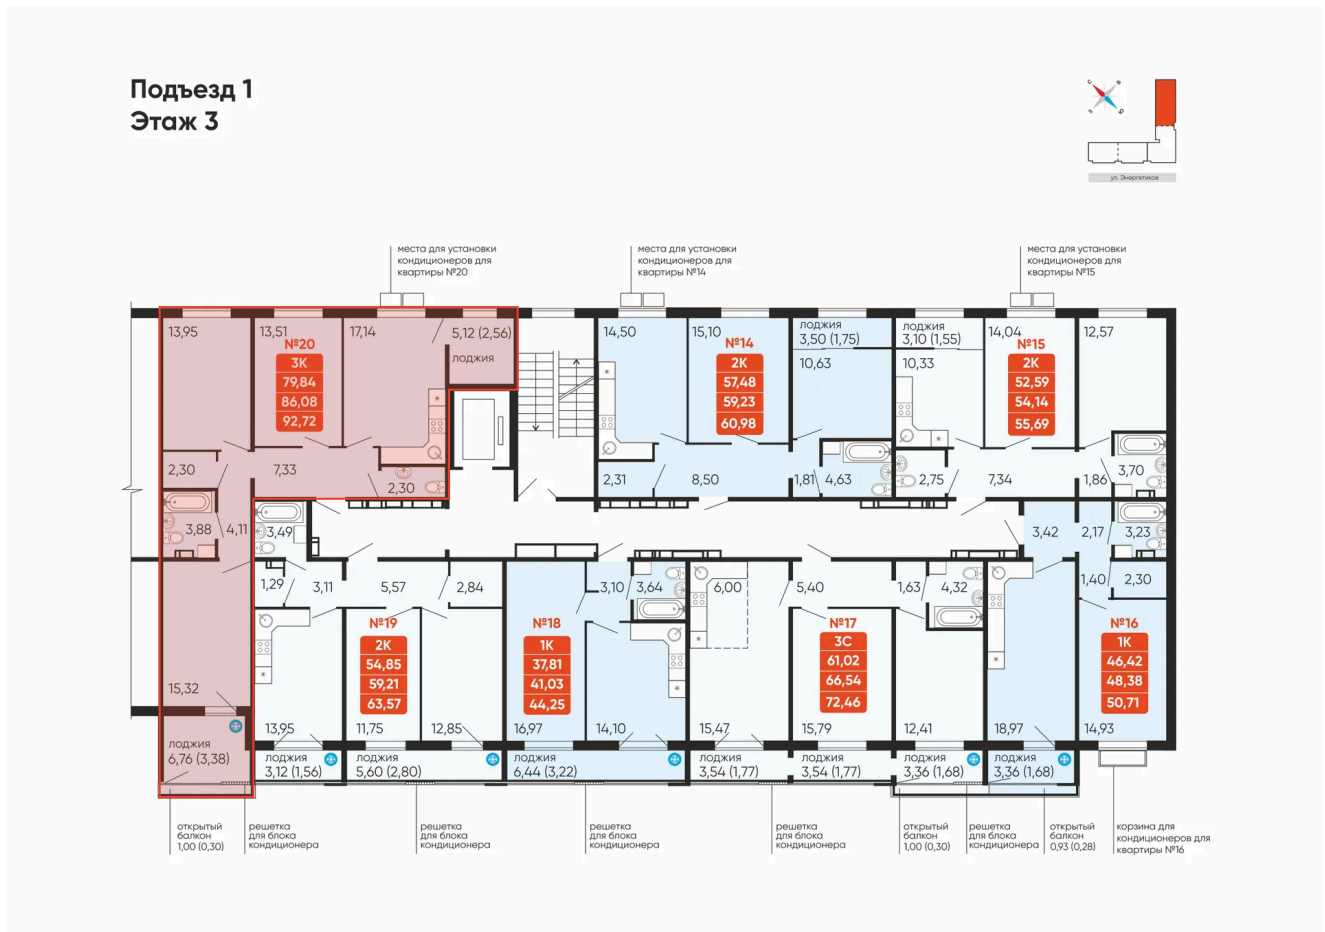 Подъезд 1
Этаж 3
С
В
З
Ю
ул. Энергетиков
места для установки
кондиционеров для
квартиры №20
места для установки
кондиционеров для
квартиры №14
места для установки
кондиционеров для
квартиры №15
13,95
13,51
17,14
5,12 (2,56)
лоджия
№20
3К
79,84
86,08
92,72
2,30
7,33
2,30
3,88
4,11
15,32
лоджия
6,76 (3,38)
14,50
15,10
лоджия
3,50 (1,75)
10,63
№14
2К
57,48
59,23
60,98
2,31
8,50
1,81
4,63
лоджия
3,10 (1,55)
10,33
14,04
12,57
№15
2К
52,59
54,14
55,69
2,75
7,34
1,86
3,70
3,49
1,29
3,11
5,57
2,84
№19
2К
54,85
59,21
63,57
13,95
11,75
12,85
лоджия
3,12 (1,56)
лоджия
5,60 (2,80)
3,10
3,64
№18
1К
37,81
41,03
44,25
16,97
14,10
лоджия
6,44 (3,22)
6,00
5,40
1,63
4,32
№17
3С
61,02
66,54
72,46
15,47
15,79
12,41
лоджия
3,54 (1,77)
лоджия
3,54 (1,77)
лоджия
3,36 (1,68)
3,42
2,17
3,23
1,40
2,30
№16
1К
46,42
48,38
50,71
18,97
14,93
лоджия
3,36 (1,68)
открытый
балкон
1,00 (0,30)
решетка
для блока
кондиционера
решетка
для блока
кондиционера
решетка
для блока
кондиционера
решетка
для блока
кондиционера
открытый
балкон
1,00 (0,30)
решетка
для блока
кондиционера
открытый
балкон
0,93 (0,28)
корзина для
кондиционеров для
квартиры №16